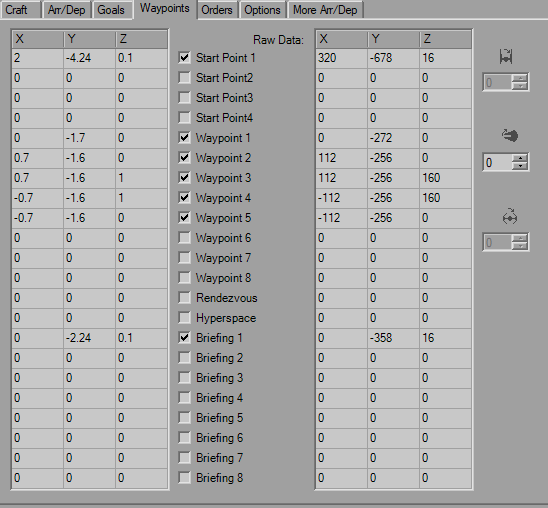 Craft Arr/Dep Goals Waypoints Orders Options More Arr/Dep
X Y Z Raw Data: X Y Z
2 -4.24 0.1 Start Point 1 320 -678 16 0
0 0 0 Start Point2 0 0 0
0 0 0 Start Point3 0 0 0
0 0 0 Start Point4 0 0 0
0 -1.7 0 Waypoint 1 0 -272 0
0.7 -1.6 0 Waypoint 2 112 -256 0 0
0.7 -1.6 1 Waypoint 3 112 -256 160
-0.7 -1.6 1 Waypoint 4 -112 -256 160
-0.7 -1.6 0 Waypoint 5 -112 -256 0
0 0 0 Waypoint 6 0 0 0 0
0 0 0 Waypoint 7 0 0 0
0 0 0 Waypoint 8 0 0 0
0 0 0 Rendezvous 0 0 0
0 0 0 Hyperspace 0 0 0
0 -2.24 0.1 Briefing 1 0 -358 16
0 0 0 Briefing 2 0 0 0
0 0 0 Briefing 3 0 0 0
0 0 0 Briefing 4 0 0 0
0 0 0 Briefing 5 0 0 0
0 0 0 Briefing 6 0 0 0
0 0 0 Briefing 7 0 0 0
0 0 0 Briefing 8 0 0 0